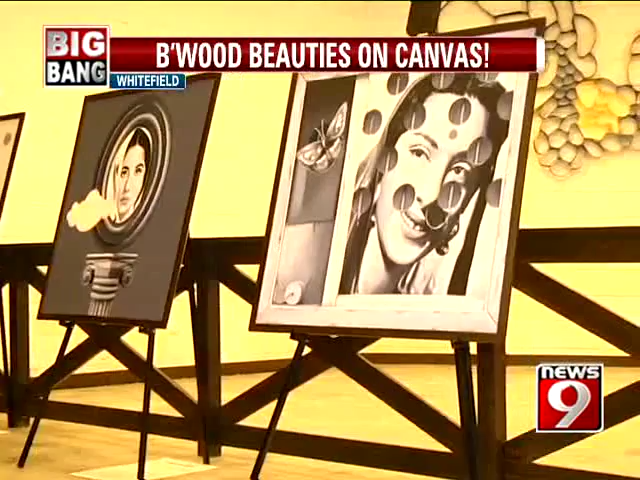 BIG
BANG
B'WOOD BEAUTIES ON CANVAS!
WHITEFIELD
NEWS
9